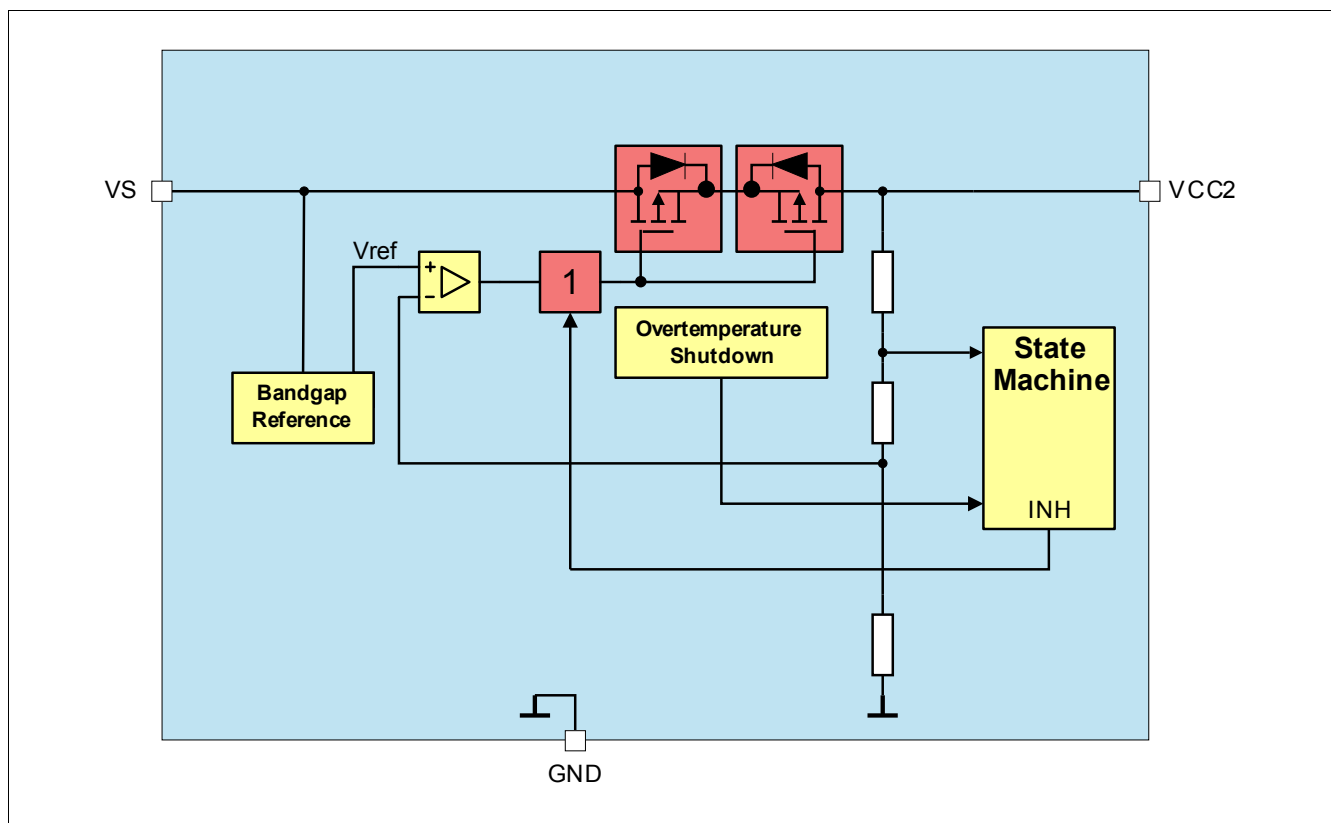 VS
VCC2
Vref
+
-
1
Overtemperature
Shutdown
State
Machine
Bandgap
Reference
INH
GND